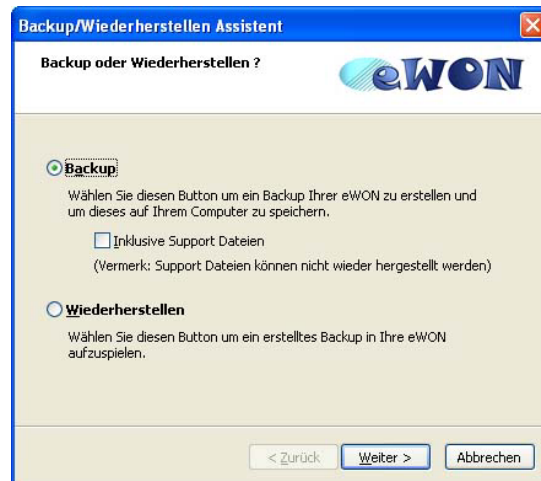 Backup/Wiederherstellen Assistent
Backup oder Wiederherstellen ?
eWON
Backup
Wählen Sie diesen Button um ein Backup Ihrer eWON zu erstellen und
um dieses auf Ihrem Computer zu speichern.
Inklusive Support Dateien
(Vermerk: Support Dateien können nicht wieder hergestellt werden)
Wiederherstellen
Wählen Sie diesen Button um ein erstelltes Backup in Ihre eWON
aufzuspielen.
< Zurück
Weiter >
Abbrechen